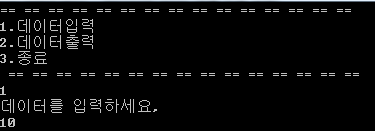 == == == == == == == == == == ==
1.데이터입력
2.데이터출력
3.종료
== == == == == == == == == == ==
1
데이터를 입력하세요,
10